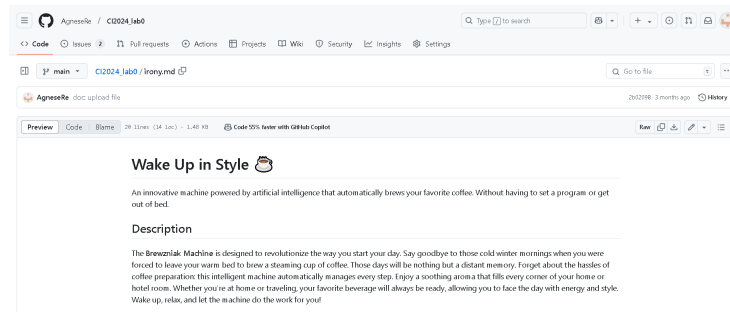 AgneseRe / CI2024_lab0
Type / to search
Code Issues 2 Pull requests Actions Projects Wiki Security Insights Settings
main CI2024_lab0 / irony.md Go to file t
AgneseRe doc: upload file 2b02098 · 3 months ago History
Preview Code Blame 20 lines (14 loc) · 1.48 KB Code 55% faster with GitHub Copilot Raw
Wake Up in Style
An innovative machine powered by artificial intelligence that automatically brews your favorite coffee. Without having to set a program or get
out of bed.
Description
The Brewzniak Machine is designed to revolutionize the way you start your day. Say goodbye to those cold winter mornings when you were
forced to leave your warm bed to brew a steaming cup of coffee. Those days will be nothing but a distant memory. Forget about the hassles of
coffee preparation: this intelligent machine automatically manages every step. Enjoy a soothing aroma that fills every corner of your home or
hotel room. Whether you're at home or traveling, your favorite beverage will always be ready, allowing you to face the day with energy and style.
Wake up, relax, and let the machine do the work for you!